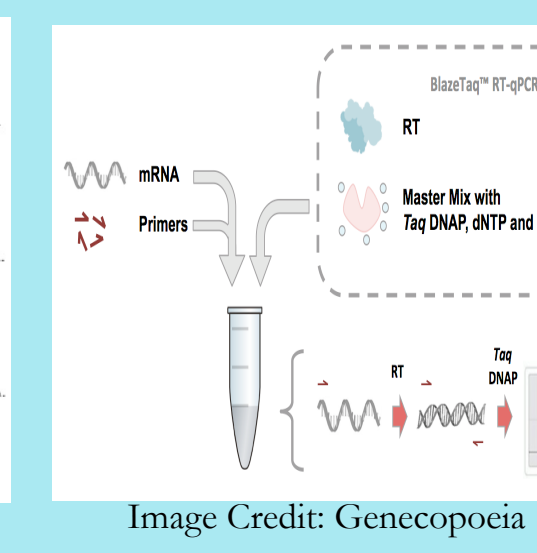 BlazeTaq™ RT-qPCR
RT
mRNA
Primers
Master Mix with
Taq DNAP, dNTP and
RT
Taq
DNAP
Image Credit: Genecopoeia